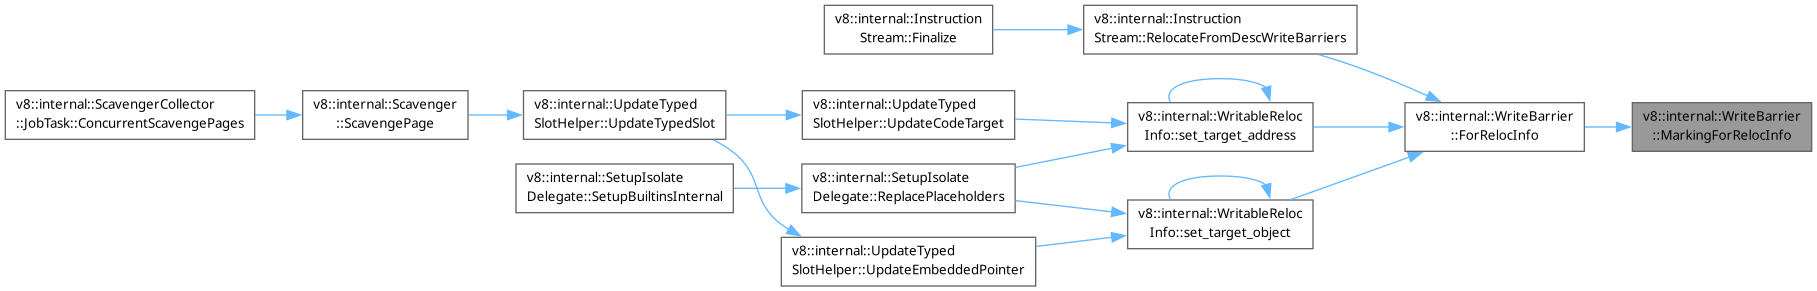 v8::internal::Instruction
Stream::Finalize
v8::internal::Instruction
Stream::RelocateFromDescWriteBarriers
v8::internal::ScavengerCollector
::JobTask::ConcurrentScavengePages
v8::internal::Scavenger
::ScavengePage
v8::internal::UpdateTyped
SlotHelper::UpdateTypedSlot
v8::internal::UpdateTyped
SlotHelper::UpdateCodeTarget
v8::internal::WritableReloc
Info::set_target_address
v8::internal::WriteBarrier
::ForRelocInfo
v8::internal::WriteBarrier
::MarkingForRelocInfo
v8::internal::SetupIsolate
Delegate::SetupBuiltinsInternal
v8::internal::SetupIsolate
Delegate::ReplacePlaceholders
v8::internal::WritableReloc
Info::set_target_object
v8::internal::UpdateTyped
SlotHelper::UpdateEmbeddedPointer